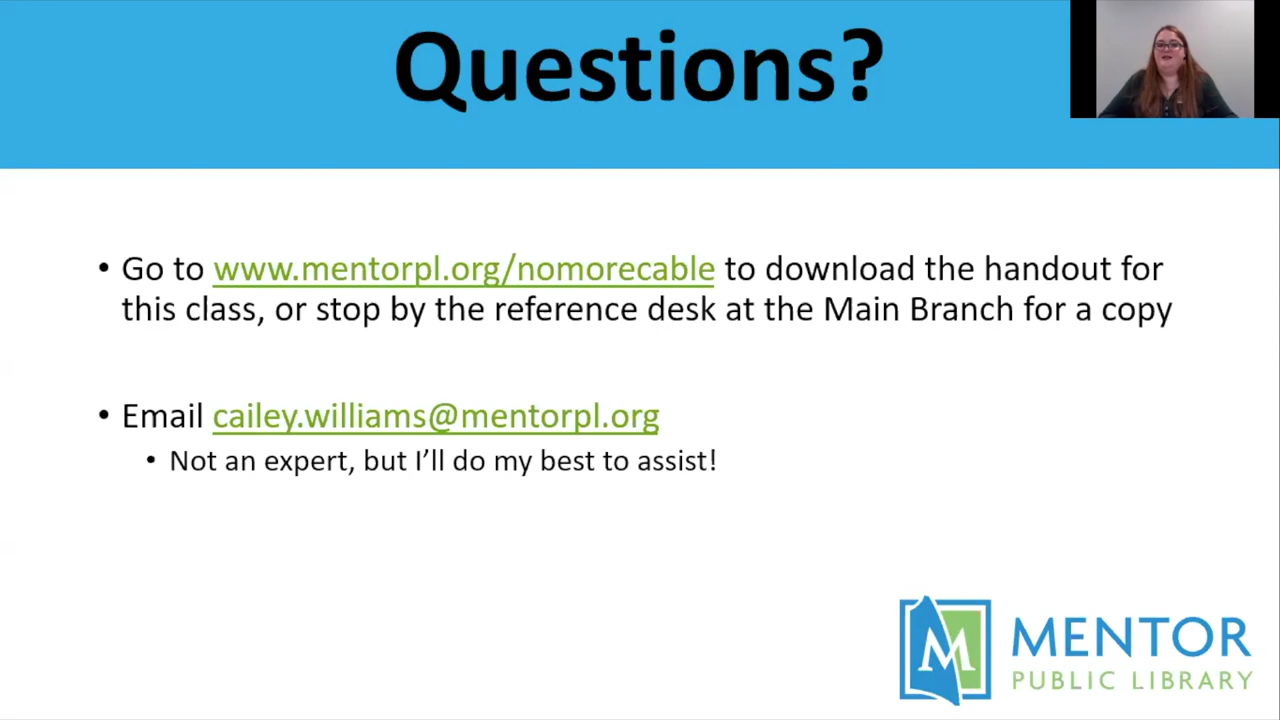 Questions?
• Go to www.mentorpl.org/nomorecable to download the handout for
this class, or stop by the reference desk at the Main Branch for a copy
• Email cailey.williams@mentorpl.org
• Not an expert, but I'll do my best to assist!
M
MENTOR
PUBLIC LIBRARY